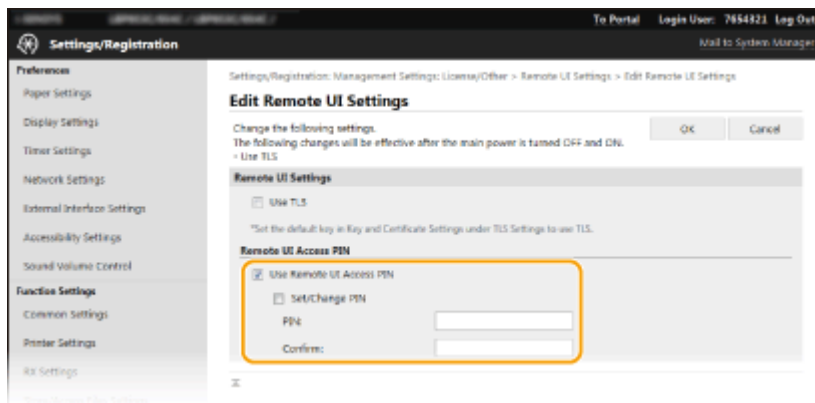 To Portal Login User: 7654321 Log Out
Settings/Registration
Mail to System Manager
Preferences
Paper Settings
Display Settings
Timer Settings
Network Settings
External Interface Settings
Accessibility Settings
Sound Volume Control
Function Settings
Common Settings
Printer Settings
RX Settings
Settings/Registration: Management Settings: License/Other > Remote UI Settings > Edit Remote UI Settings
Edit Remote UI Settings
Change the following settings.
The following changes will be effective after the main power is turned OFF and ON.
- Use TLS
OK Cancel
Remote UI Settings
Use TLS
*Set the default key in Key and Certificate Settings under TLS Settings to use TLS.
Remote UI Access PIN
Use Remote UI Access PIN
Set/Change PIN
PIN:
Confirm: